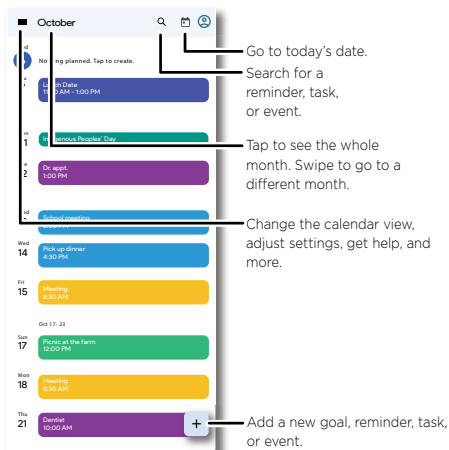 October
Go to today's date.
Search for a
reminder, task,
or event.
planned. Tap to create.
Date
AM - 1:00 PM
Peoples' Day
Tap to see the whole
month. Swipe to go to a
different month.
Dr. appt.
1:00 PM
School meeting
Change the calendar view,
adjust settings, get help, and
more.
Wed
14
Pick up dinner
4:30 PM
Fri
15
Meeting
8:30 AM
Oct 17- 23
Sun
17
Picnic at the farm
12:00 PM
Mon
18
Meeting
8:30 AM
Thu
21
Dentist
10:00 AM
+
Add a new goal, reminder, task,
or event.